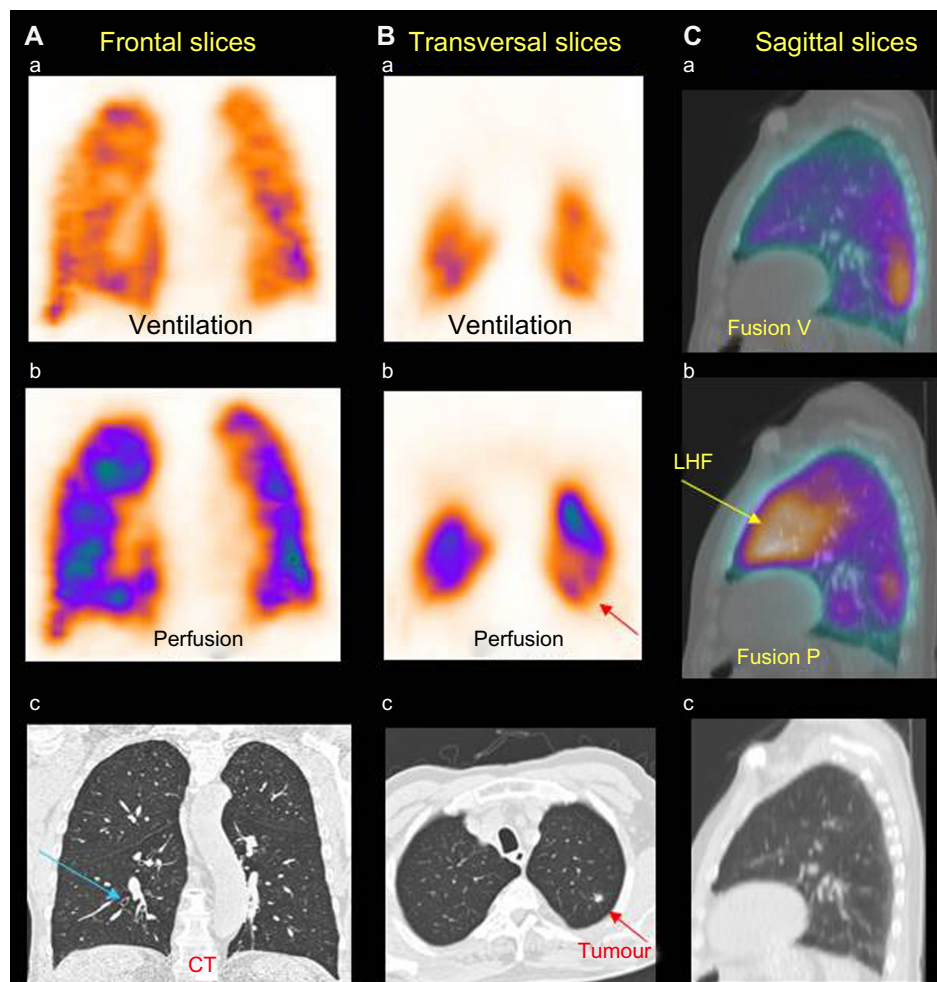 A Frontal slices
B Transversal slices
C Sagittal slices
a
a
a
Ventilation
Ventilation
Fusion V
b
b
b
LHF
Perfusion
Perfusion
Fusion P
c
c
c
CT
Tumour